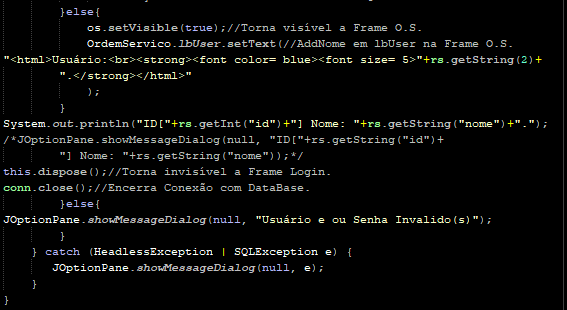 }else{
os.setVisible(true);//Torna visível a Frame O.S.
OrdemServico.lbUser.setText(//AddNome em lbUser na Frame O.S.
"<html>Usuário:<br><strong><font color= blue><font size= 5>"+rs.getString(2)+
".</strong></html>"
);
}
System.out.println("ID["+rs.getInt("id")+"] Nome: "+rs.getString("nome")+".");
/*JOptionPane.showMessageDialog(null, "ID["+rs.getString("id")+
"] Nome: "+rs.getString("nome"));*/
this.dispose();//Torna invisível a Frame Login.
conn.close();//Encerra Conexão com DataBase.
}else{
JOptionPane.showMessageDialog(null, "Usuário e ou Senha Invalido(s)");
}
} catch (HeadlessException | SQLException e) {
JOptionPane.showMessageDialog(null, e);
}
}